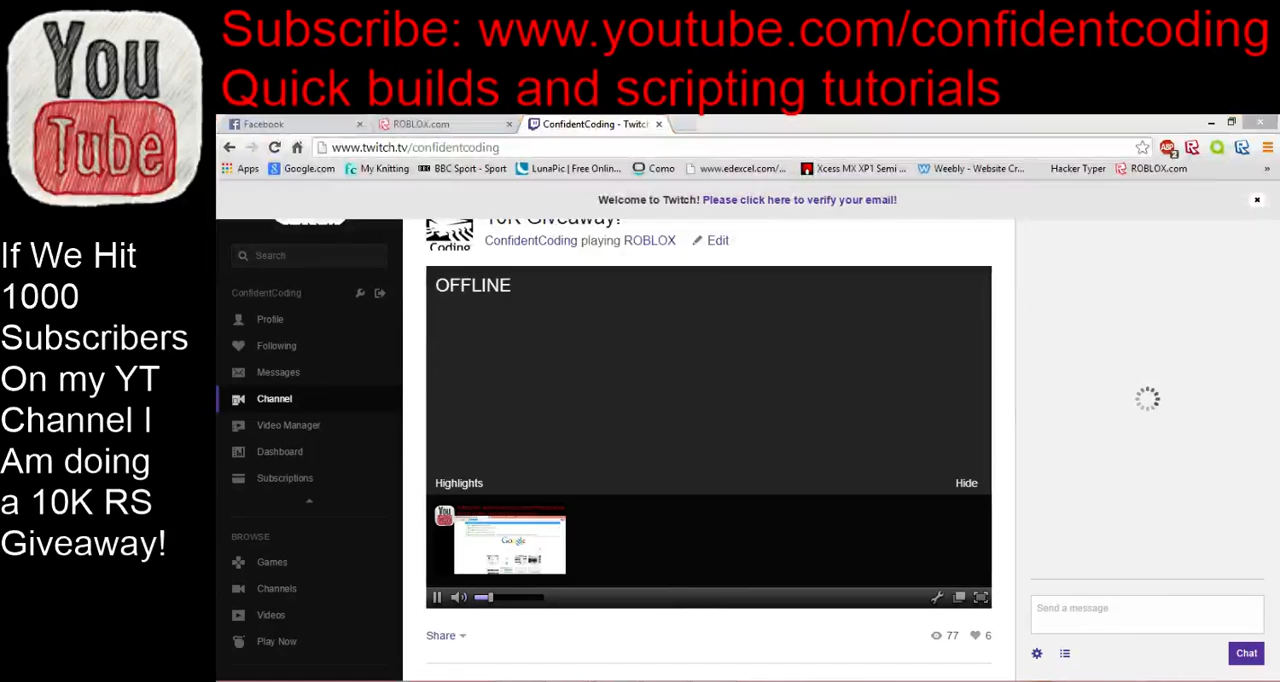 You
Tube
Subscribe: www.youtube.com/confidentcoding
Quick builds and scripting tutorials
If We Hit
1000
Subscribers
On my YT
Channel I
Am doing
a 10K RS
Giveaway!
Facebook
ROBLOX.com
ConfidentCoding - Twitch
www.twitch.tv/confidentcoding
Apps
Google.com
My Knitting
BBC Sport - Sport
LunaPic | Free Onlin...
Como
www.edexcel.com/...
Xcess MX XP1 Semi ...
Weebly - Website Cr...
Hacker Typer
ROBLOX.com
»
Welcome to Twitch! Please click here to verify your email!
Search
ConfidentCoding
Profile
Following
Messages
Channel
Video Manager
Dashboard
Subscriptions
BROWSE
Games
Channels
Videos
Play Now
10K Giveaway!
Coding
ConfidentCoding playing ROBLOX
Edit
OFFLINE
Highlights
Hide
You
Google
Share
77
6
Send a message
Chat